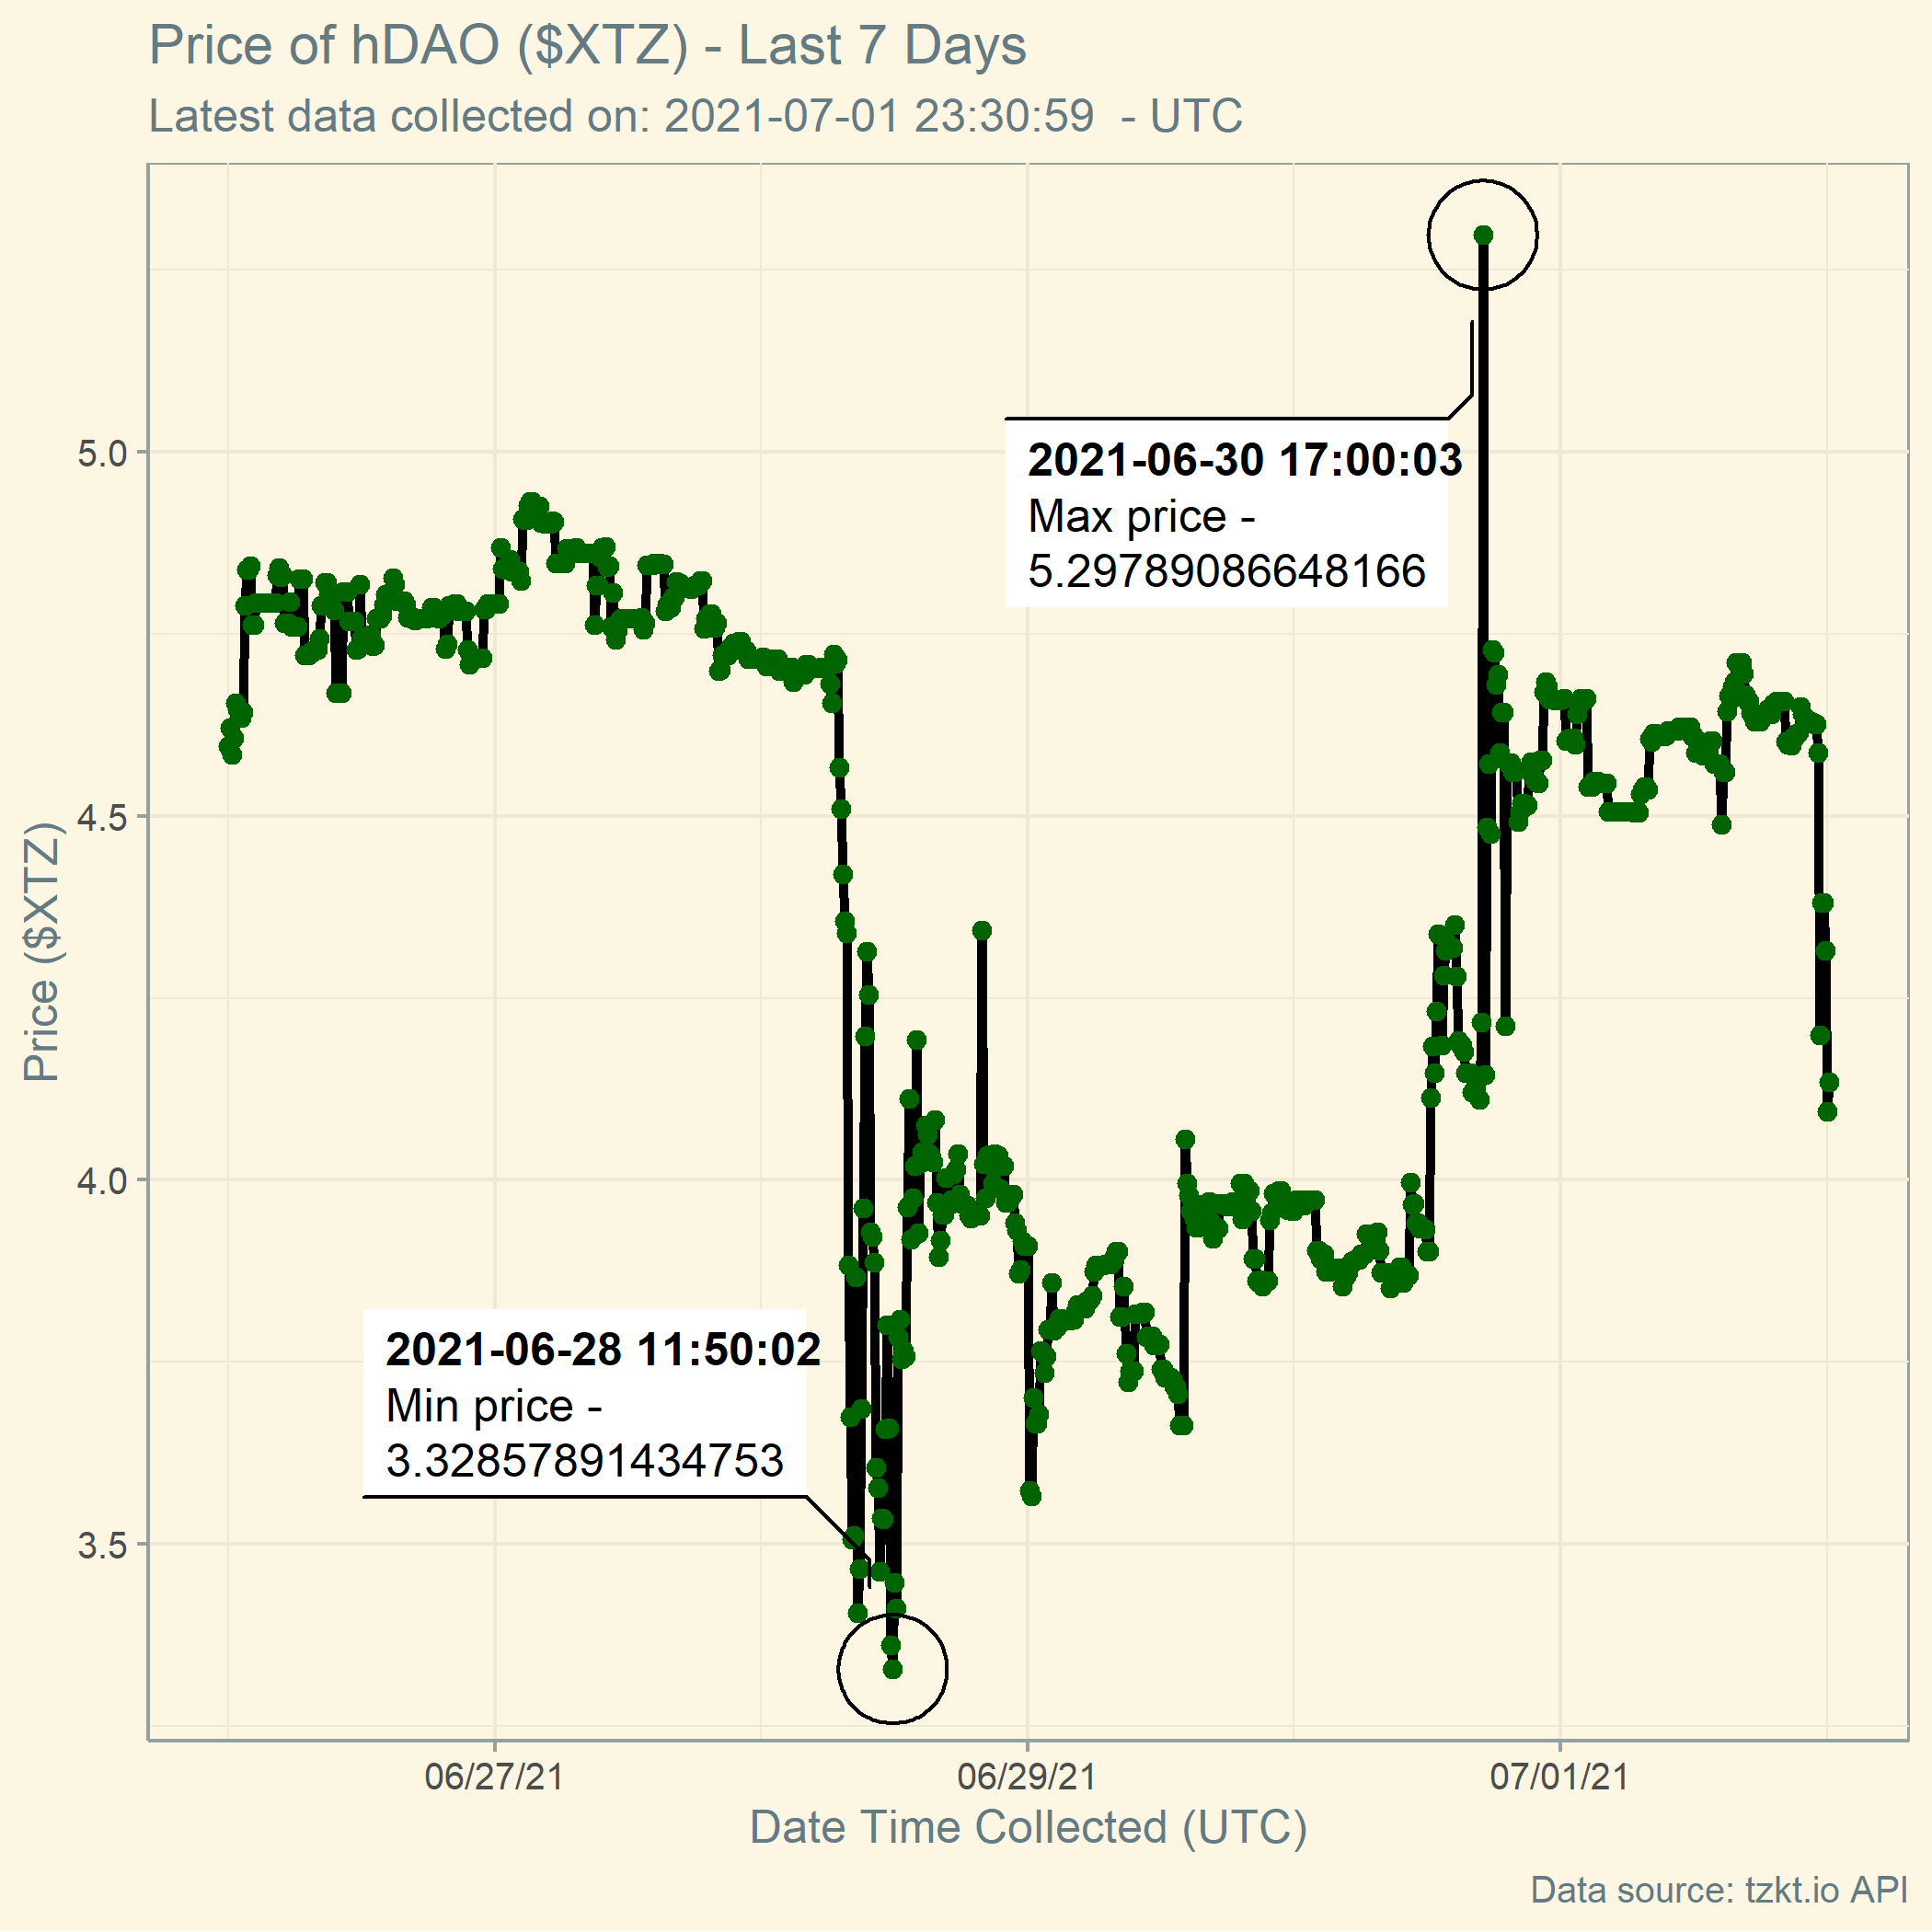 Price of hDAO ($XTZ) - Last 7 Days
Latest data collected on: 2021-07-01 23:30:59  - UTC
2021-06-30 17:00:03
Max price -
5.29789086648166
2021-06-28 11:50:02
Min price -
3.32857891434753
Price ($XTZ)
5.0
4.5
4.0
3.5
06/27/21
06/29/21
07/01/21
Date Time Collected (UTC)
Data source: tzkt.io API